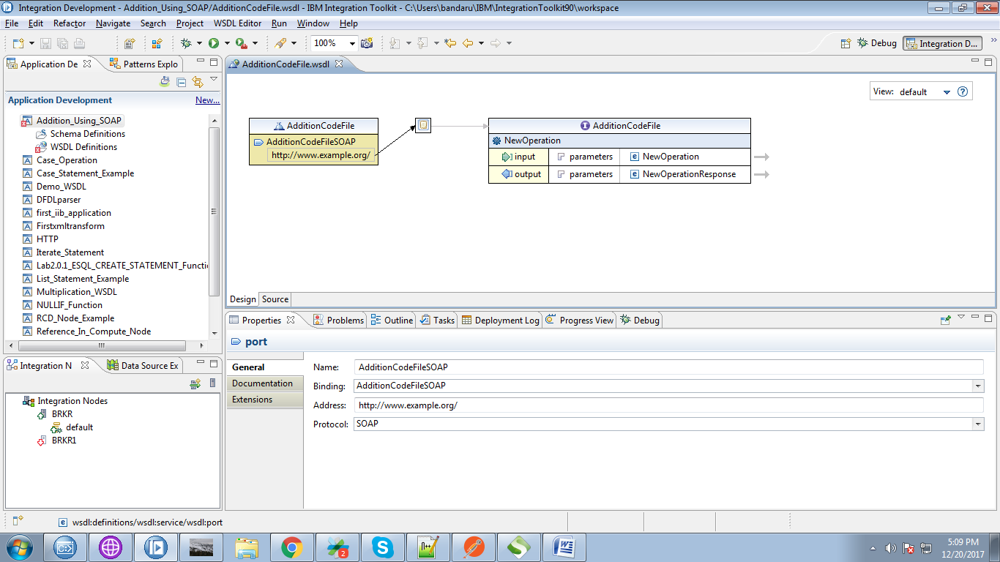 Integration Development - Addition_Using_SOAP/AdditionCodeFile.wsdl - IBM Integration Toolkit - C:\Users\bandaru\IBM\IntegrationToolkit90\workspace
File Edit Refactor Navigate Search Project WSDL Editor Run Window Help
100% Debug Integration D...
Application De Patterns Explo
Application Development New...
Addition_Using_SOAP
Schema Definitions
WSDL Definitions
Case_Operation
Case_Statement_Example
Demo_WSDL
DFDLparser
first_iib_application
Firstxmltransform
HTTP
Iterate_Statement
Lab2.0.1_ESQL_CREATE_STATEMENT_Functi
List_Statement_Example
Multiplication_WSDL
NULLIF_Function
RCD_Node_Example
Reference_In_Compute_Node
Integration N Data Source Ex
Integration Nodes
BRKR
default
BRKR1
AdditionCodeFile.wsdl
View: default
AdditionCodeFile
AdditionCodeFileSOAP
http://www.example.org/
AdditionCodeFile
NewOperation
input parameters NewOperation
output parameters NewOperationResponse
Design Source
Properties Problems Outline Tasks Deployment Log Progress View Debug
port
General
Documentation
Extensions
Name: AdditionCodeFileSOAP
Binding: AdditionCodeFileSOAP
Address: http://www.example.org/
Protocol: SOAP
wsdl:definitions/wsdl:service/wsdl:port
2
5:09 PM
12/20/2017